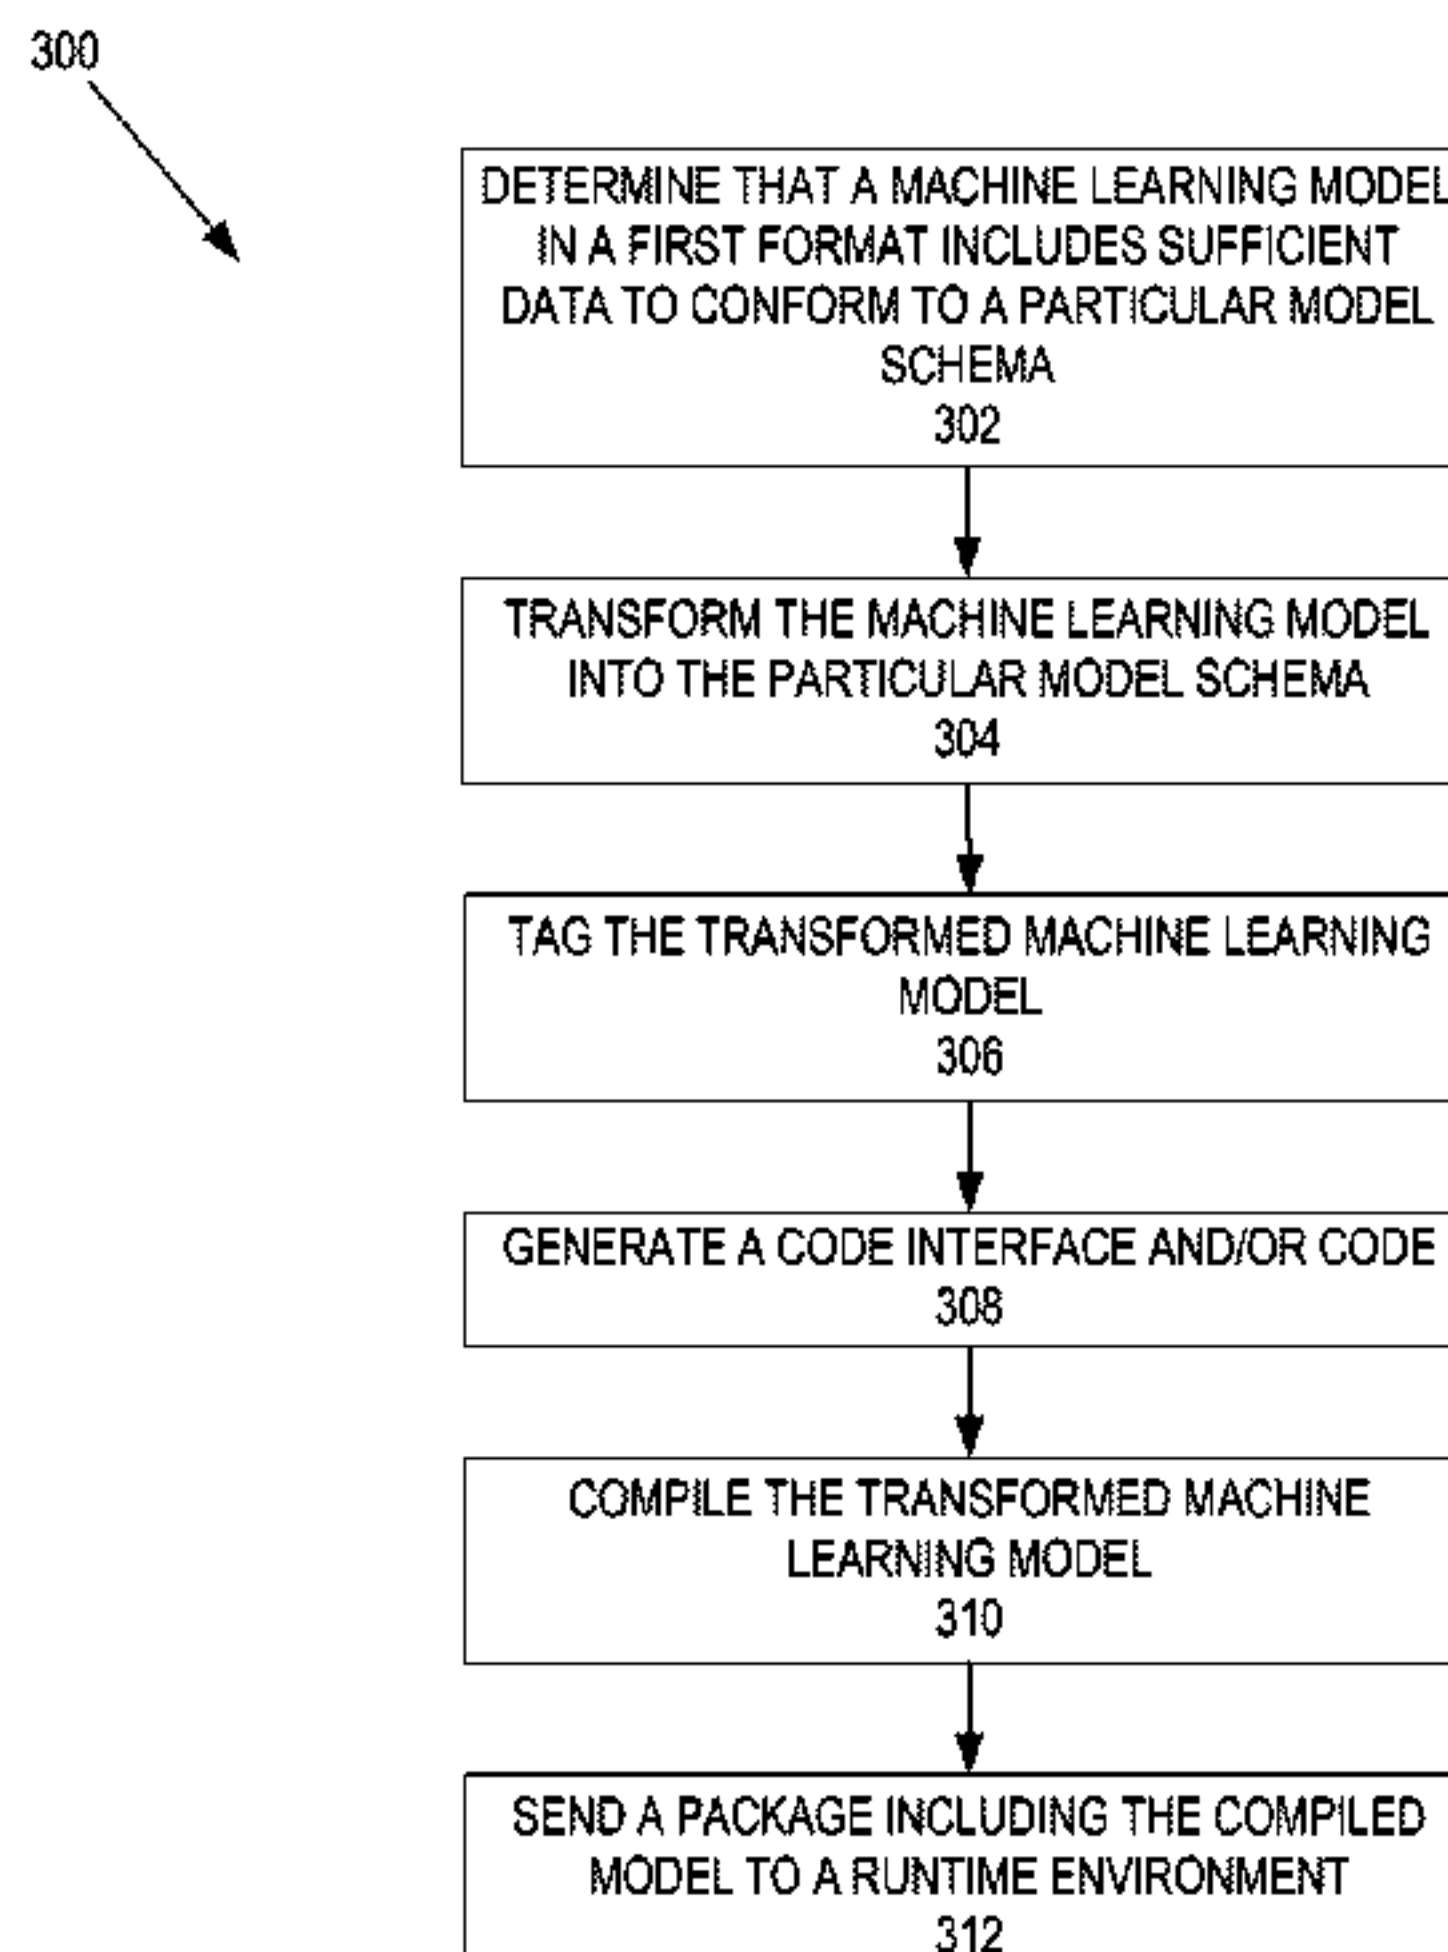 300
DETERMINE THAT A MACHINE LEARNING MODEL
IN A FIRST FORMAT INCLUDES SUFFICIENT
DATA TO CONFORM TO A PARTICULAR MODEL
SCHEMA
302
TRANSFORM THE MACHINE LEARNING MODEL
INTO THE PARTICULAR MODEL SCHEMA
304
TAG THE TRANSFORMED MACHINE LEARNING
MODEL
306
GENERATE A CODE INTERFACE AND/OR CODE
308
COMPILE THE TRANSFORMED MACHINE
LEARNING MODEL
310
SEND A PACKAGE INCLUDING THE COMPILED
MODEL TO A RUNTIME ENVIRONMENT
312